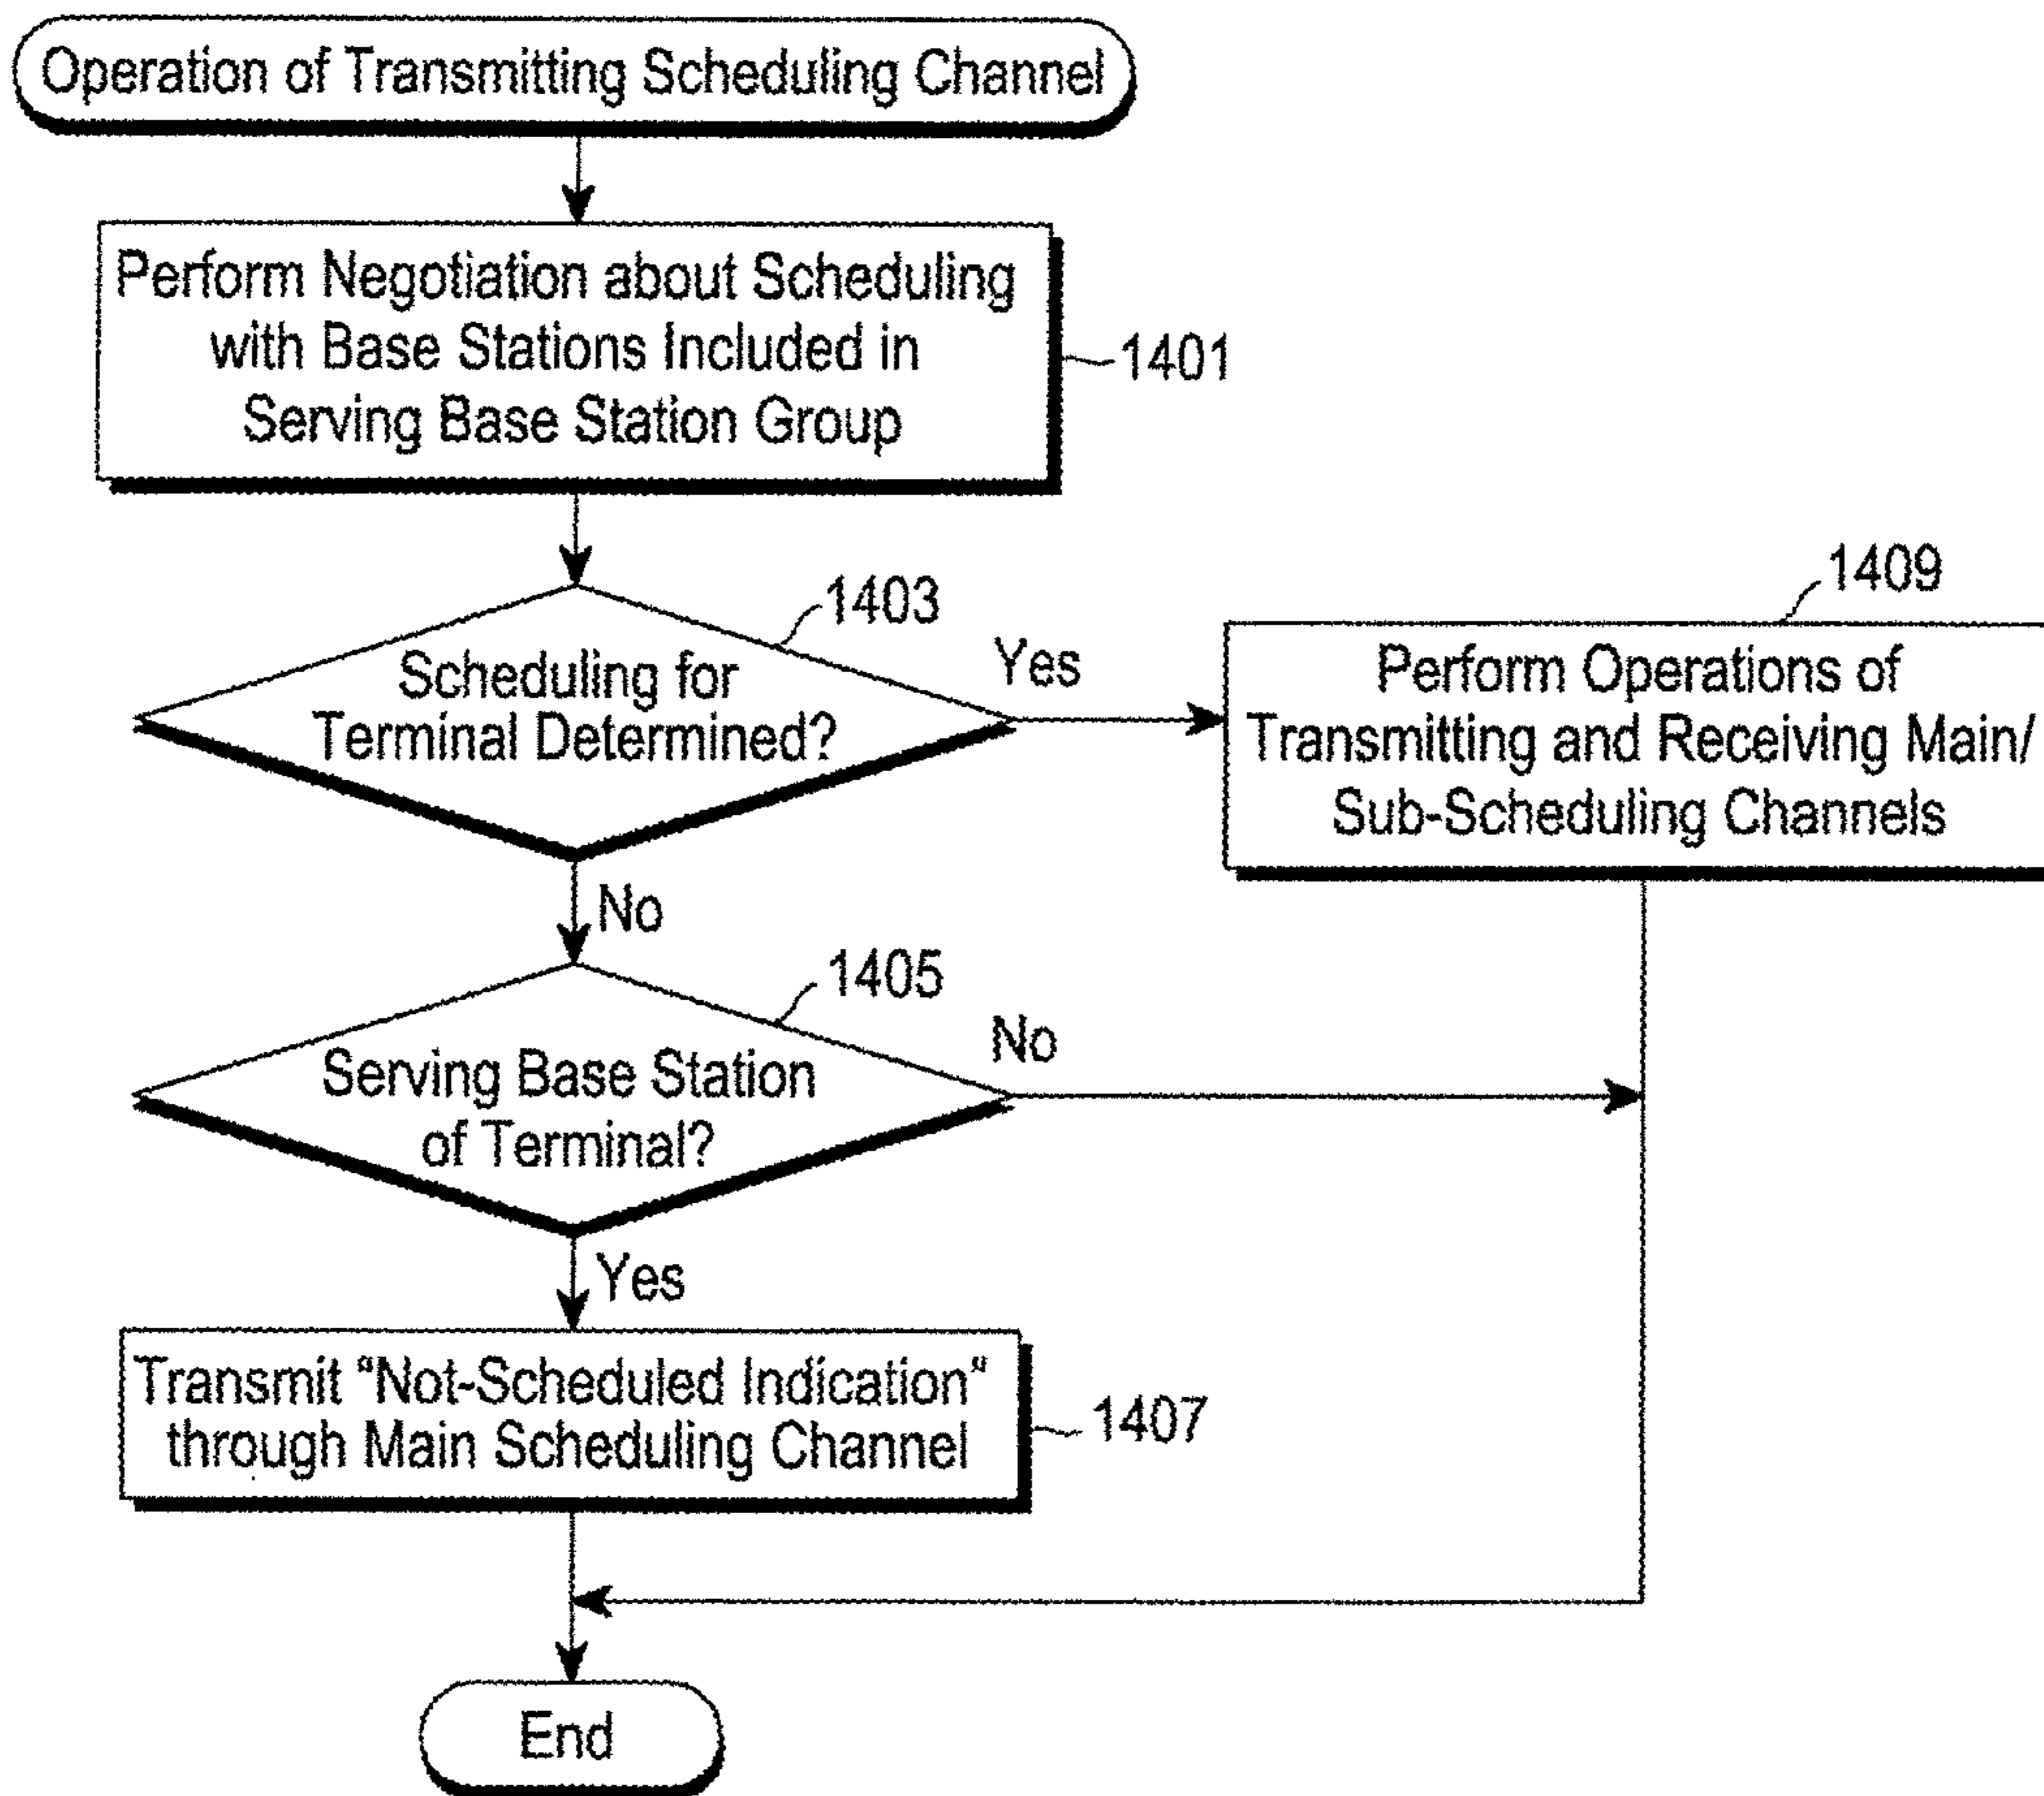 Operation of Transmitting Scheduling Channel
Perform Negotiation about Scheduling
with Base Stations Included in
Serving Base Station Group
1401
1403
Scheduling for
Terminal Determined?
Yes
1409
Perform Operations of
Transmitting and Receiving Main/
Sub-Scheduling Channels
No
1405
Serving Base Station
of Terminal?
No
Yes
Transmit "Not-Scheduled Indication"
through Main Scheduling Channel
1407
End